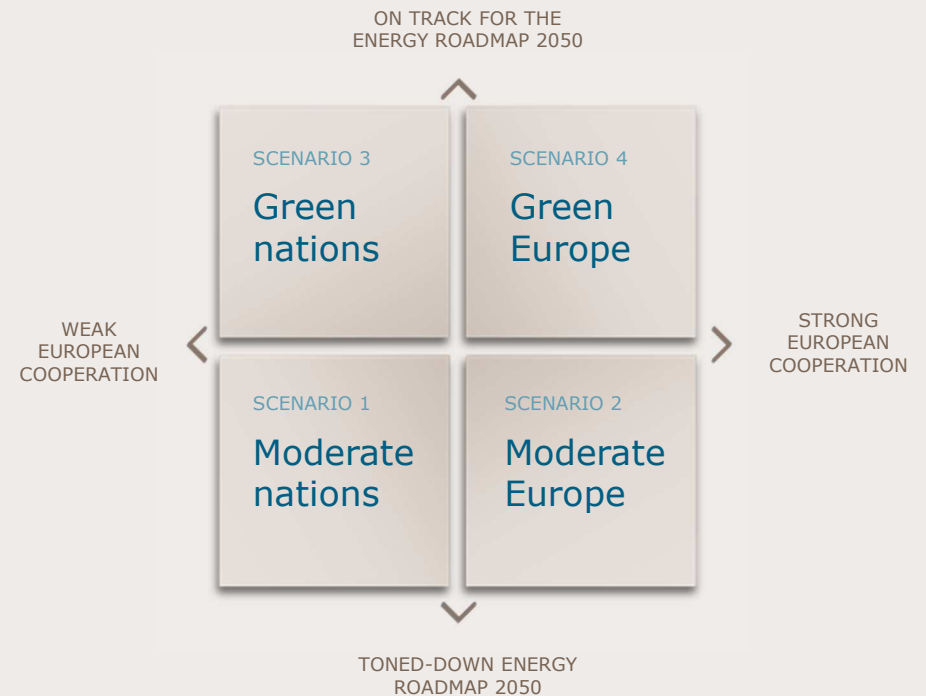 ON TRACK FOR THE
ENERGY ROADMAP 2050
SCENARIO 3
Green
nations
SCENARIO 4
Green
Europe
WEAK
EUROPEAN
COOPERATION
STRONG
EUROPEAN
COOPERATION
SCENARIO 1
Moderate
nations
SCENARIO 2
Moderate
Europe
TONED-DOWN ENERGY
ROADMAP 2050